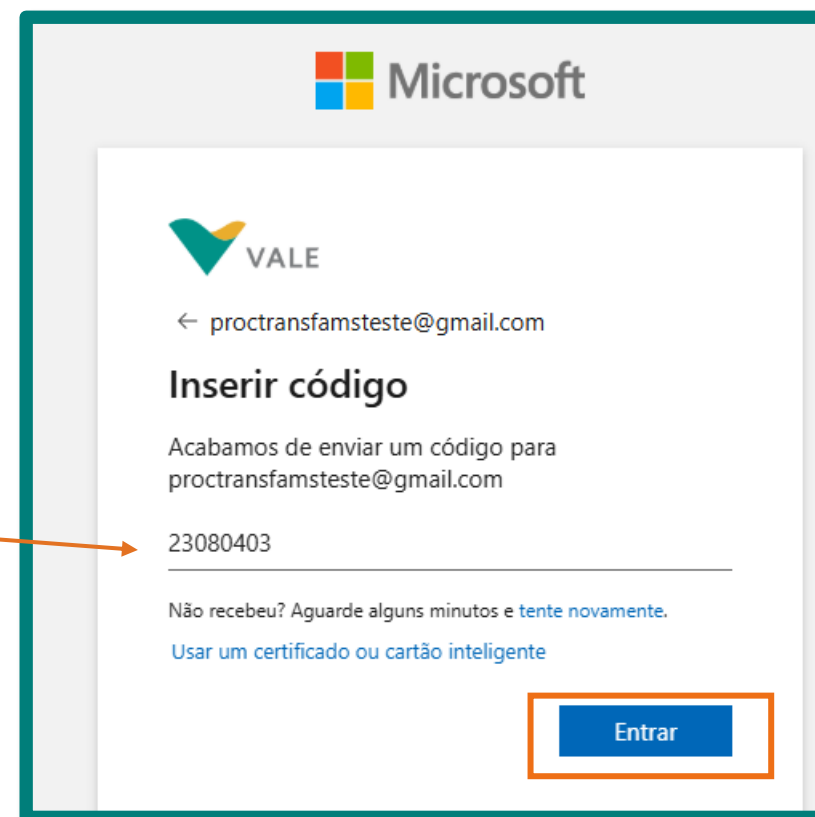 Microsoft
VALE
← proctransfamsteste@gmail.com
Inserir código
Acabamos de enviar um código para
proctransfamsteste@gmail.com
23080403
Não recebeu? Aguarde alguns minutos e tente novamente.
Usar um certificado ou cartão inteligente
Entrar